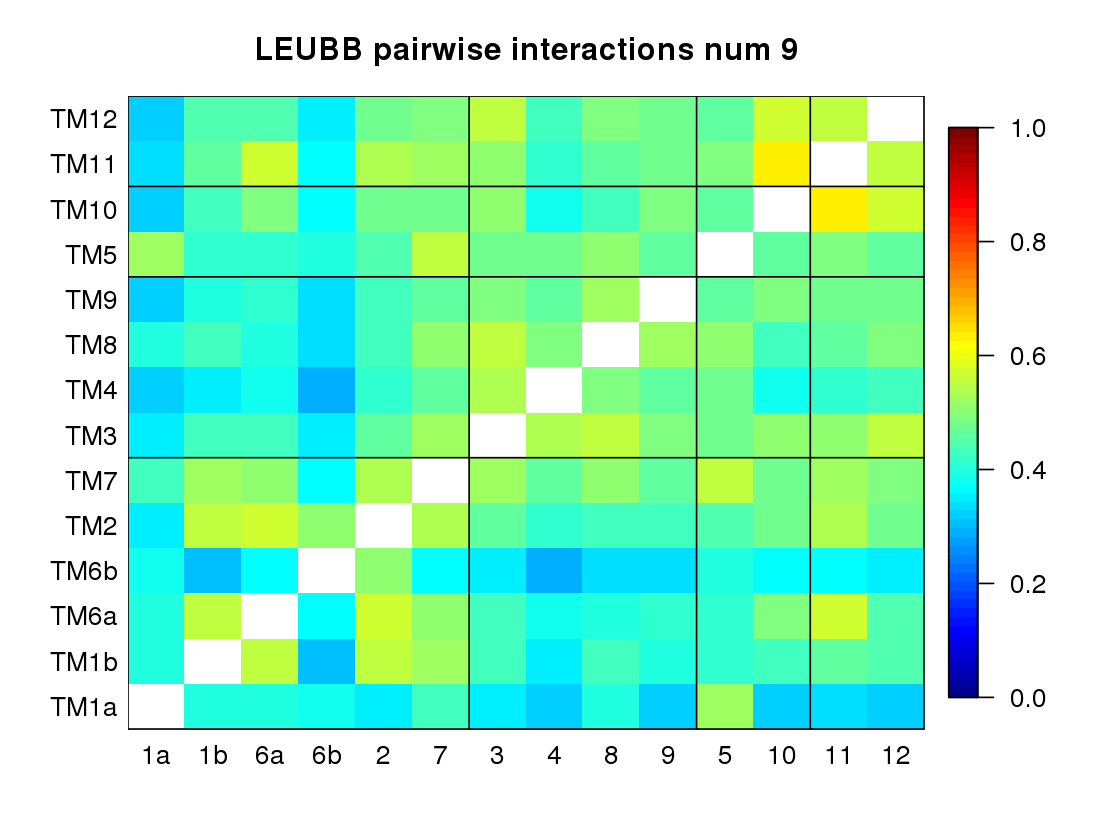 LEUBB pairwise interactions num 9
TM12
TM11
TM10
TM5
TM9
TM8
TM4
TM3
TM7
TM2
TM6b
TM6a
TM1b
TM1a
1a 1b 6a 6b 2 7 3 4 8 9 5 10 11 12
1.0
0.8
0.6
0.4
0.2
0.0